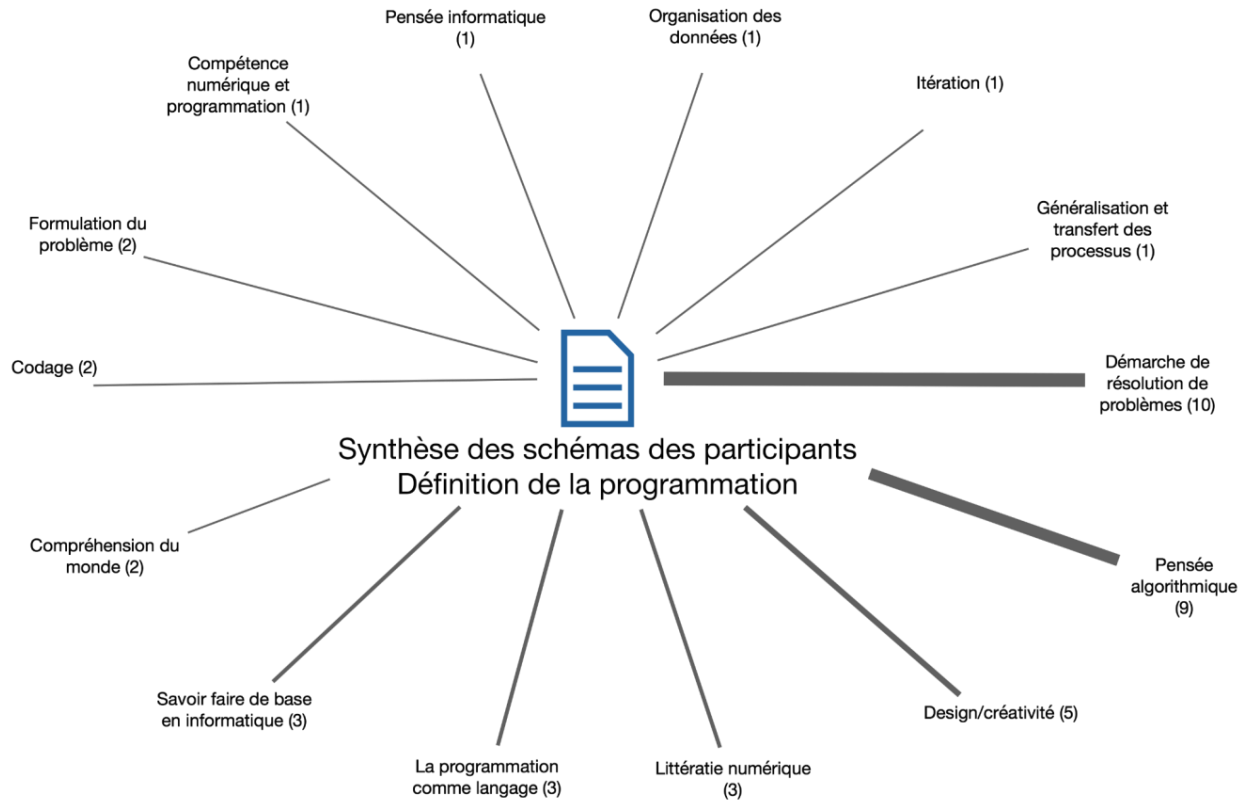 Pensée informatique
(1)
Organisation des
données (1)
Compétence
numérique et
programmation (1)
Itération (1)
Formulation du
problème (2)
Généralisation et
transfert des
processus (1)
Codage (2)
Démarche de
résolution de
problèmes (10)
Synthèse des schémas des participants
Définition de la programmation
Compréhension du
monde (2)
Pensée
algorithmique
(9)
Savoir faire de base
en informatique (3)
Design/créativité (5)
La programmation
comme langage (3)
Littératie numérique
(3)